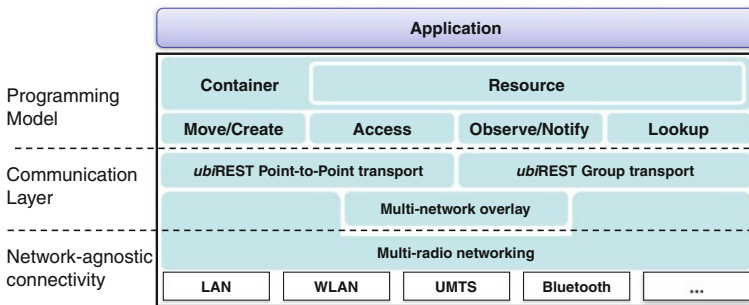 Application
Programming
Model
Container
Resource
Move/Create
Access
Observe/Notify
Lookup
Communication
Layer
ubiREST Point-to-Point transport
ubiREST Group transport
Multi-network overlay
Network-agnostic
connectivity
Multi-radio networking
LAN
WLAN
UMTS
Bluetooth
...